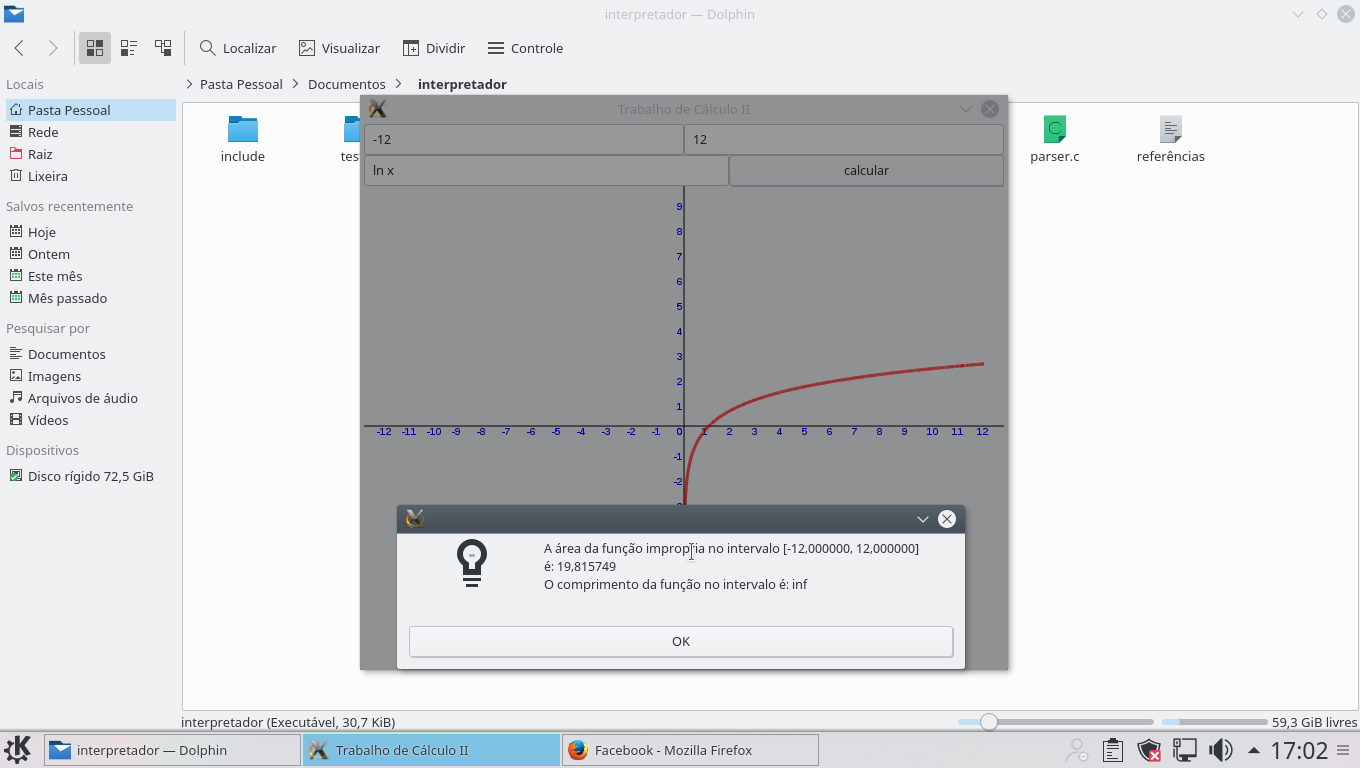 interpretador — Dolphin
Localizar Visualizar Dividir Controle
Locais
Pasta Pessoal Documentos interpretador
Pasta Pessoal
Rede
Raiz
Lixeira
Salvos recentemente
Hoje
Ontem
Este mês
Mês passado
Pesquisar por
Documentos
Imagens
Arquivos de áudio
Vídeos
Dispositivos
Disco rígido 72,5 GiB
include
parser.c
referências
Trabalho de Cálculo II
-12 12
ln x calcular
9
8
7
6
5
4
3
2
1
-12 -11 -10 -9 -8 -7 -6 -5 -4 -3 -2 -1 0 1 2 3 4 5 6 7 8 9 10 11 12
-1
-2
A área da função impropria no intervalo [-12,000000, 12,000000]
é: 19,815749
O comprimento da função no intervalo é: inf
OK
interpretador (Executável, 30,7 KiB) 59,3 GiB livres
interpretador — Dolphin Trabalho de Cálculo II Facebook - Mozilla Firefox 17:02